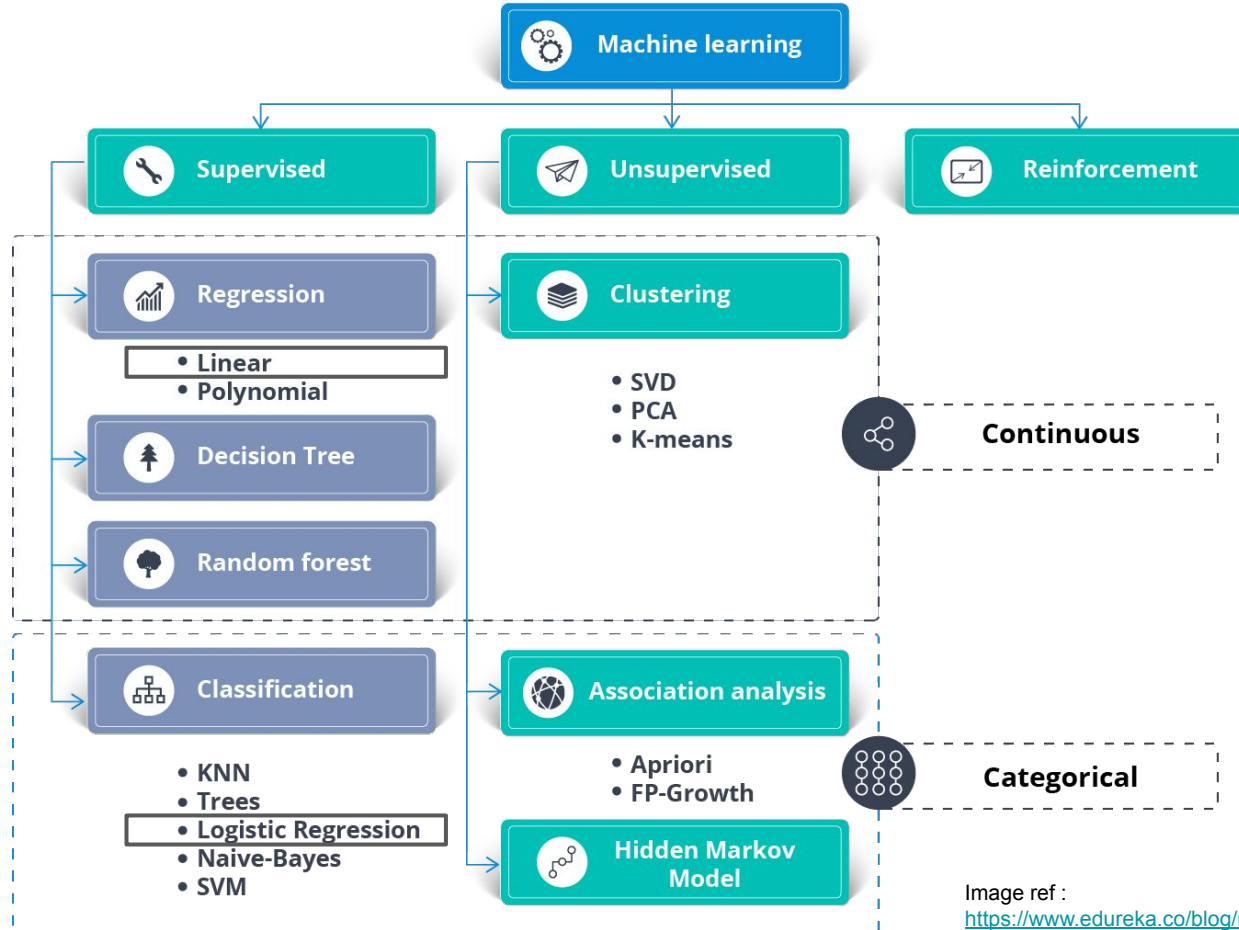 Machine learning
Supervised
Unsupervised
Reinforcement
Regression
• Linear
• Polynomial
Decision Tree
Random forest
Clustering
• SVD
• PCA
• K-means
Continuous
Classification
• KNN
• Trees
• Logistic Regression
• Naive-Bayes
• SVM
Association analysis
• Apriori
• FP-Growth
Hidden Markov
Model
Categorical
Image ref :
https://www.edureka.co/blog/